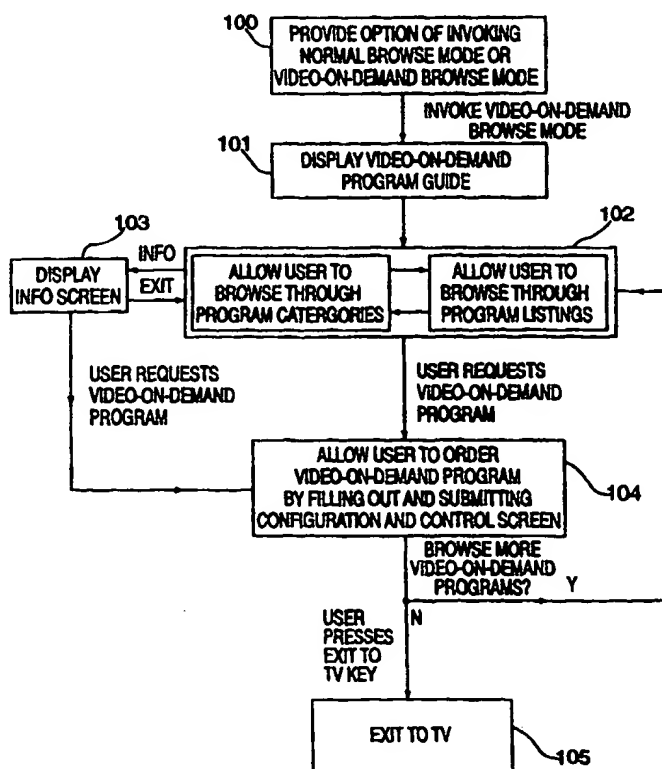 100
PROVIDE OPTION OF INVOKING
NORMAL BROWSE MODE OR
VIDEO-ON-DEMAND BROWSE MODE
INVOKE VIDEO-ON-DEMAND
BROWSE MODE
101
DISPLAY VIDEO-ON-DEMAND
PROGRAM GUIDE
102
103
DISPLAY
INFO SCREEN
INFO
EXIT
ALLOW USER TO
BROWSE THROUGH
PROGRAM CATERGORIES
ALLOW USER TO
BROWSE THROUGH
PROGRAM LISTINGS
USER REQUESTS
VIDEO-ON-DEMAND
PROGRAM
USER REQUESTS
VIDEO-ON-DEMAND
PROGRAM
ALLOW USER TO ORDER
VIDEO-ON-DEMAND PROGRAM
BY FILLING OUT AND SUBMITTING
CONFIGURATION AND CONTROL SCREEN
104
BROWSE MORE
VIDEO-ON-DEMAND
PROGRAMS?
Y
N
USER
PRESSES
EXIT TO
TV KEY
EXIT TO TV
105